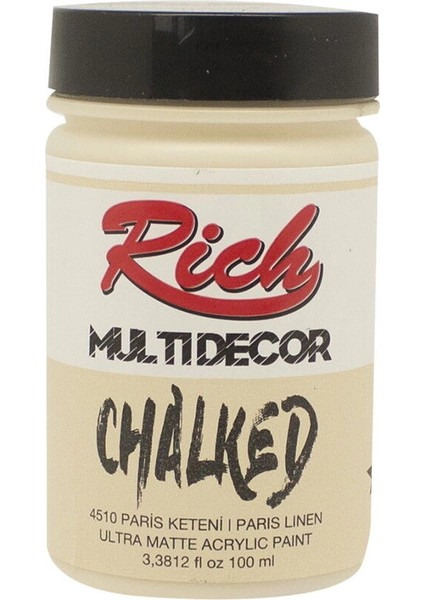 Rich
MULTIDECOR
CHALKED
4510 PARİS KETENİ | PARIS LINEN
ULTRA MATTE ACRYLIC PAINT
3,3812 fl oz 100 ml